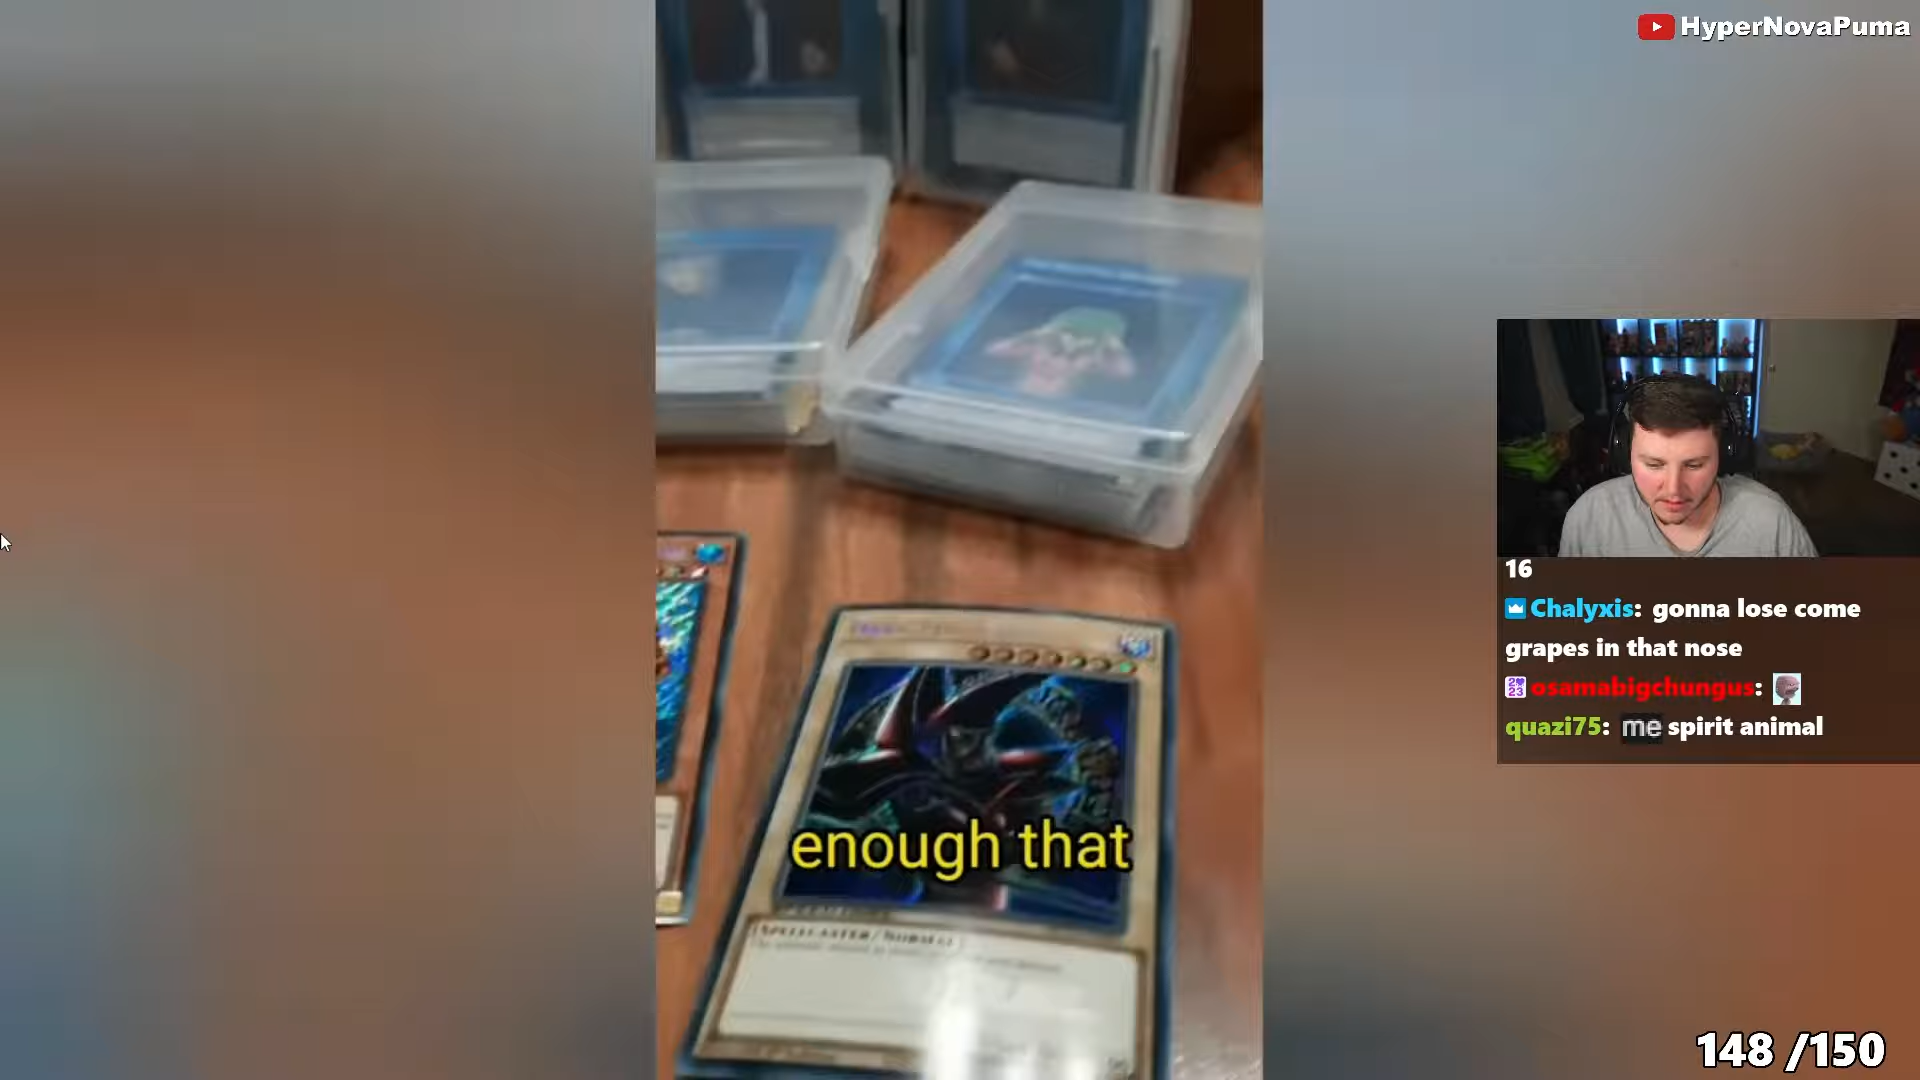 HyperNovaPuma
16
Chalyxis: gonna lose come
grapes in that nose
osamabigchungus:
quazi75: me spirit animal
enough that
148 /150